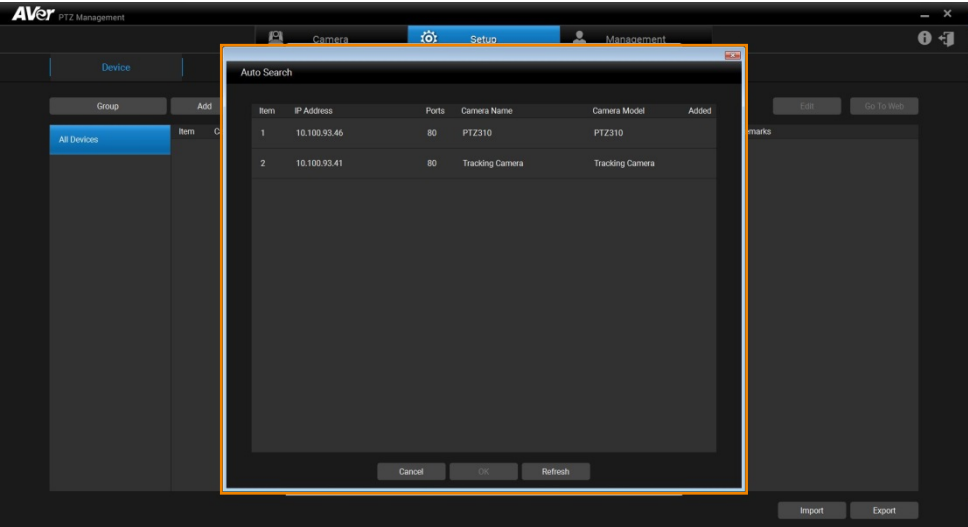 AVer PTZ Management
Camera Setup Management
Device
Auto Search
Group Add Edit Go To Web
Item IP Address Ports Camera Name Camera Model Added
All Devices
Item
1 10.100.93.46 80 PTZ310 PTZ310
2 10.100.93.41 80 Tracking Camera Tracking Camera
Cancel OK Refresh
Import Export